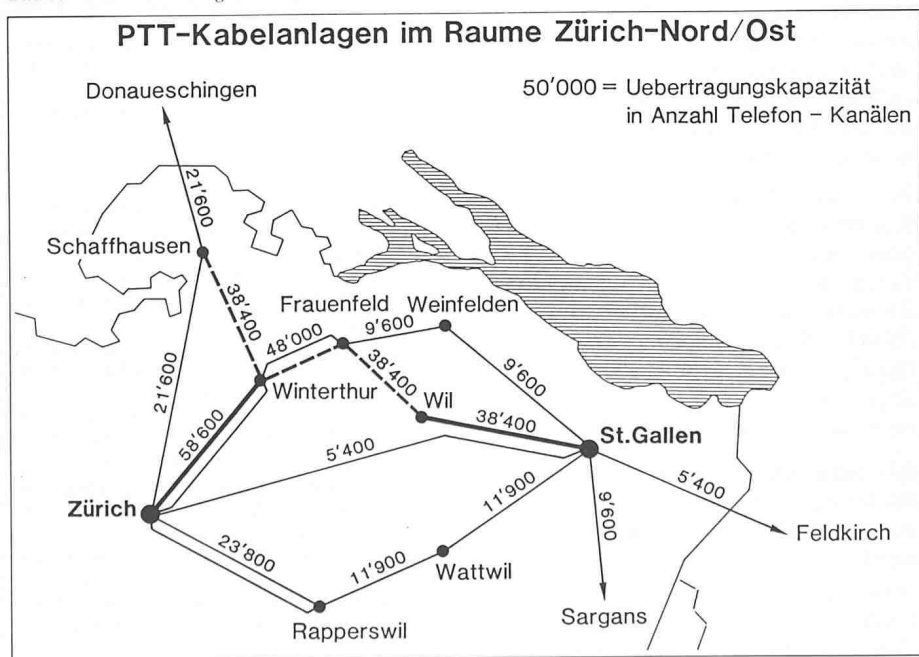 PTT-Kabelanlagen im Raume Zürich-Nord/Ost
Donaueschingen
50'000 = Uebertragungskapazität
in Anzahl Telefon - Kanälen
21'600
Schaffhausen
38'400
Frauenfeld
Weinfelden
48'000
9'600
21'600
Winterthur
38'400
9'600
Wil
58'600
38'400
St.Gallen
5'400
Zürich
11'900
9'600
5'400
Feldkirch
23'800
11'900
Wattwil
Sargans
Rapperswil